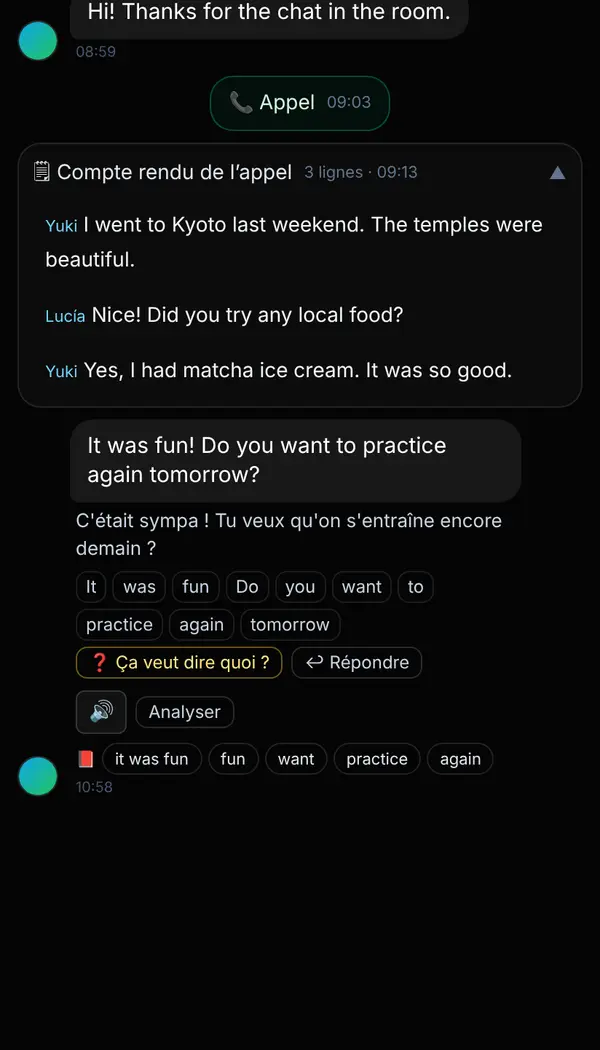 Hi! Thanks for the chat in the room.
08:59
Appel 09:03
Compte rendu de l’appel 3 lignes · 09:13
Yuki I went to Kyoto last weekend. The temples were
beautiful.
Lucía Nice! Did you try any local food?
Yuki Yes, I had matcha ice cream. It was so good.
It was fun! Do you want to practice
again tomorrow?
C'était sympa ! Tu veux qu'on s'entraîne encore
demain ?
It was fun Do you want to
practice again tomorrow
Ça veut dire quoi ? Répondre
Analyser
it was fun fun want practice again
10:58